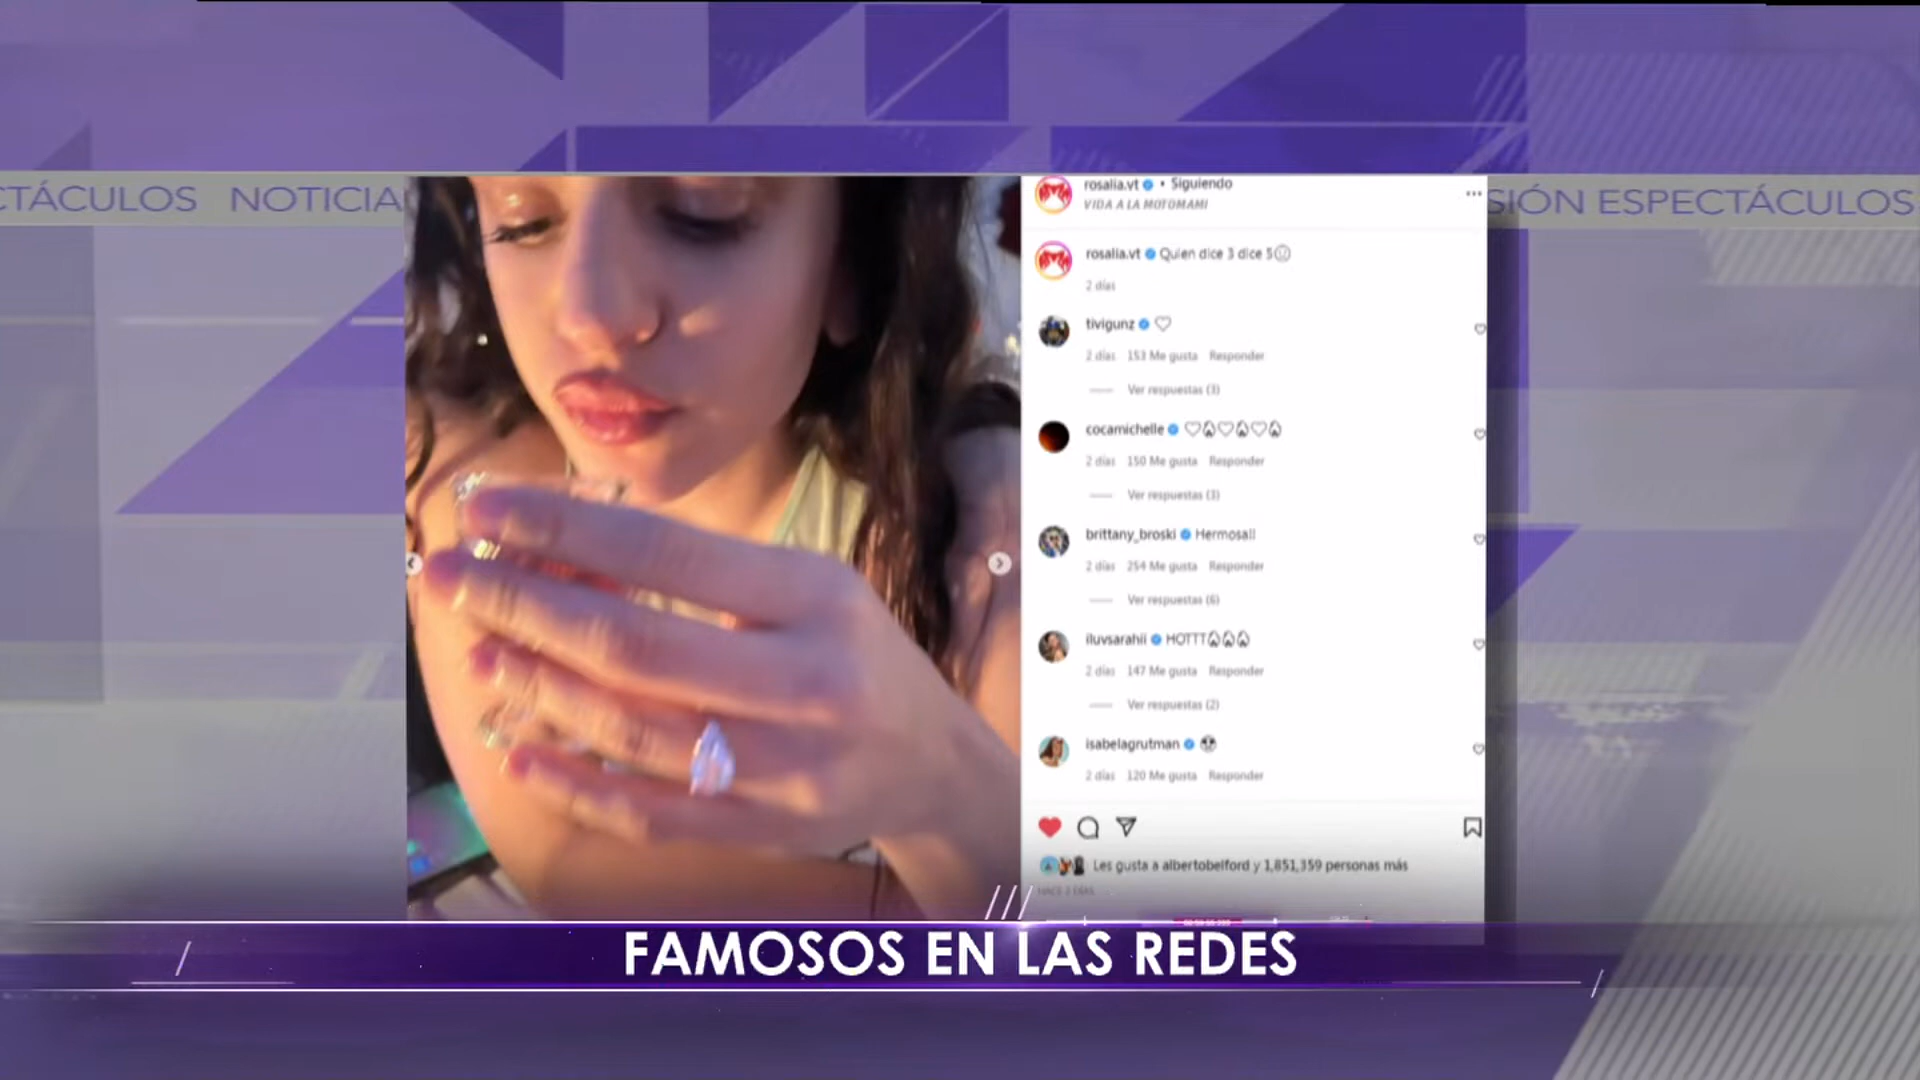 CTÁCULOS NOTICIA
SIÓN ESPECTÁCULOS
rosalia.vt • Siguiendo
VIDA A LA MOTOMAMI
rosalia.vt Quien dice 3 dice 5
2 días
tivigunz
2 días 153 Me gusta Responder
Ver respuestas (3)
cocamichelle
2 días 150 Me gusta Responder
Ver respuestas (3)
brittany_broski Hermosa!!
2 días 254 Me gusta Responder
Ver respuestas (6)
iluvsarahii HOTTT
2 días 147 Me gusta Responder
Ver respuestas (2)
isabelagrutman
2 días 120 Me gusta Responder
Les gusta a albertobelford y 1,851,359 personas más
HACE 2 DÍAS
FAMOSOS EN LAS REDES